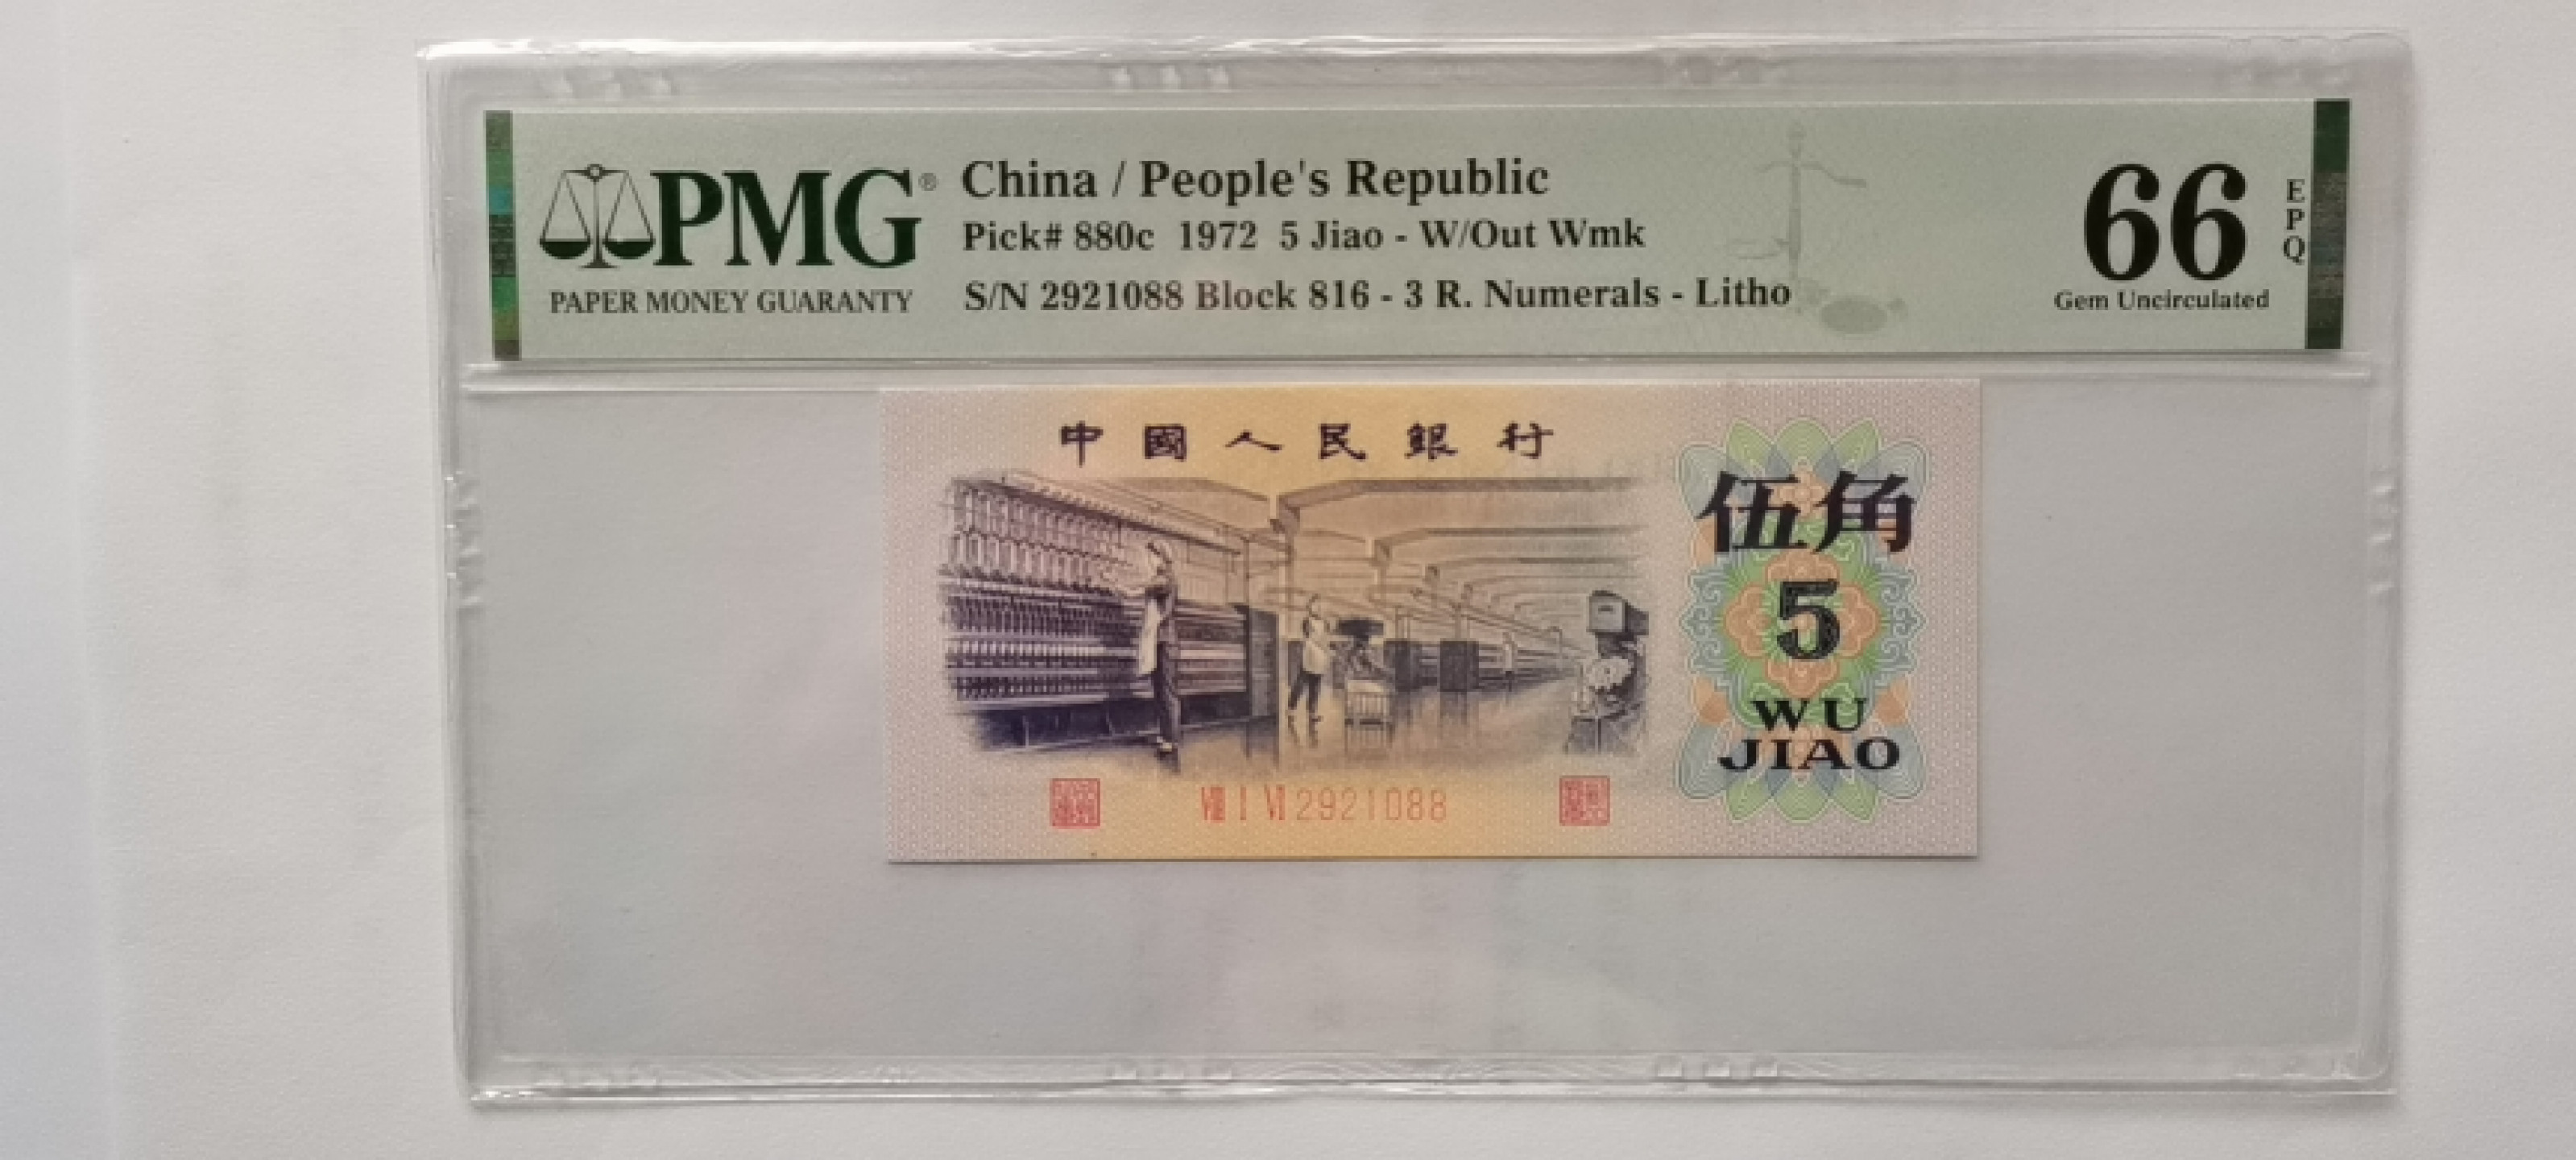 PMG®
PAPER MONEY GUARANTY
China / People's Republic
Pick# 880c 1972 5 Jiao - W/Out Wmk
S/N 2921088 Block 816 - 3 R. Numerals - Litho
66
EPQ
Gem Uncirculated
中國人民銀行
伍角
5
WU
JIAO
VIII I VI 2921088